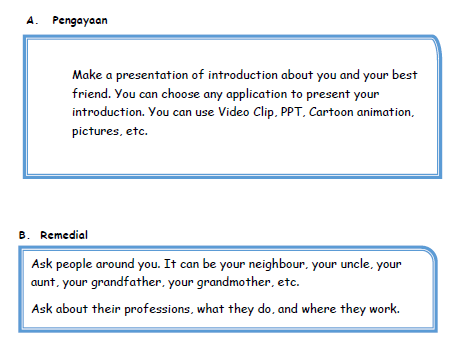 A. Pengayaan
Make a presentation of introduction about you and your best
friend. You can choose any application to present your
introduction. You can use Video Clip, PPT, Cartoon animation,
pictures, etc.
B. Remedial
Ask people around you. It can be your neighbour, your uncle, your
aunt, your grandfather, your grandmother, etc.
Ask about their professions, what they do, and where they work.